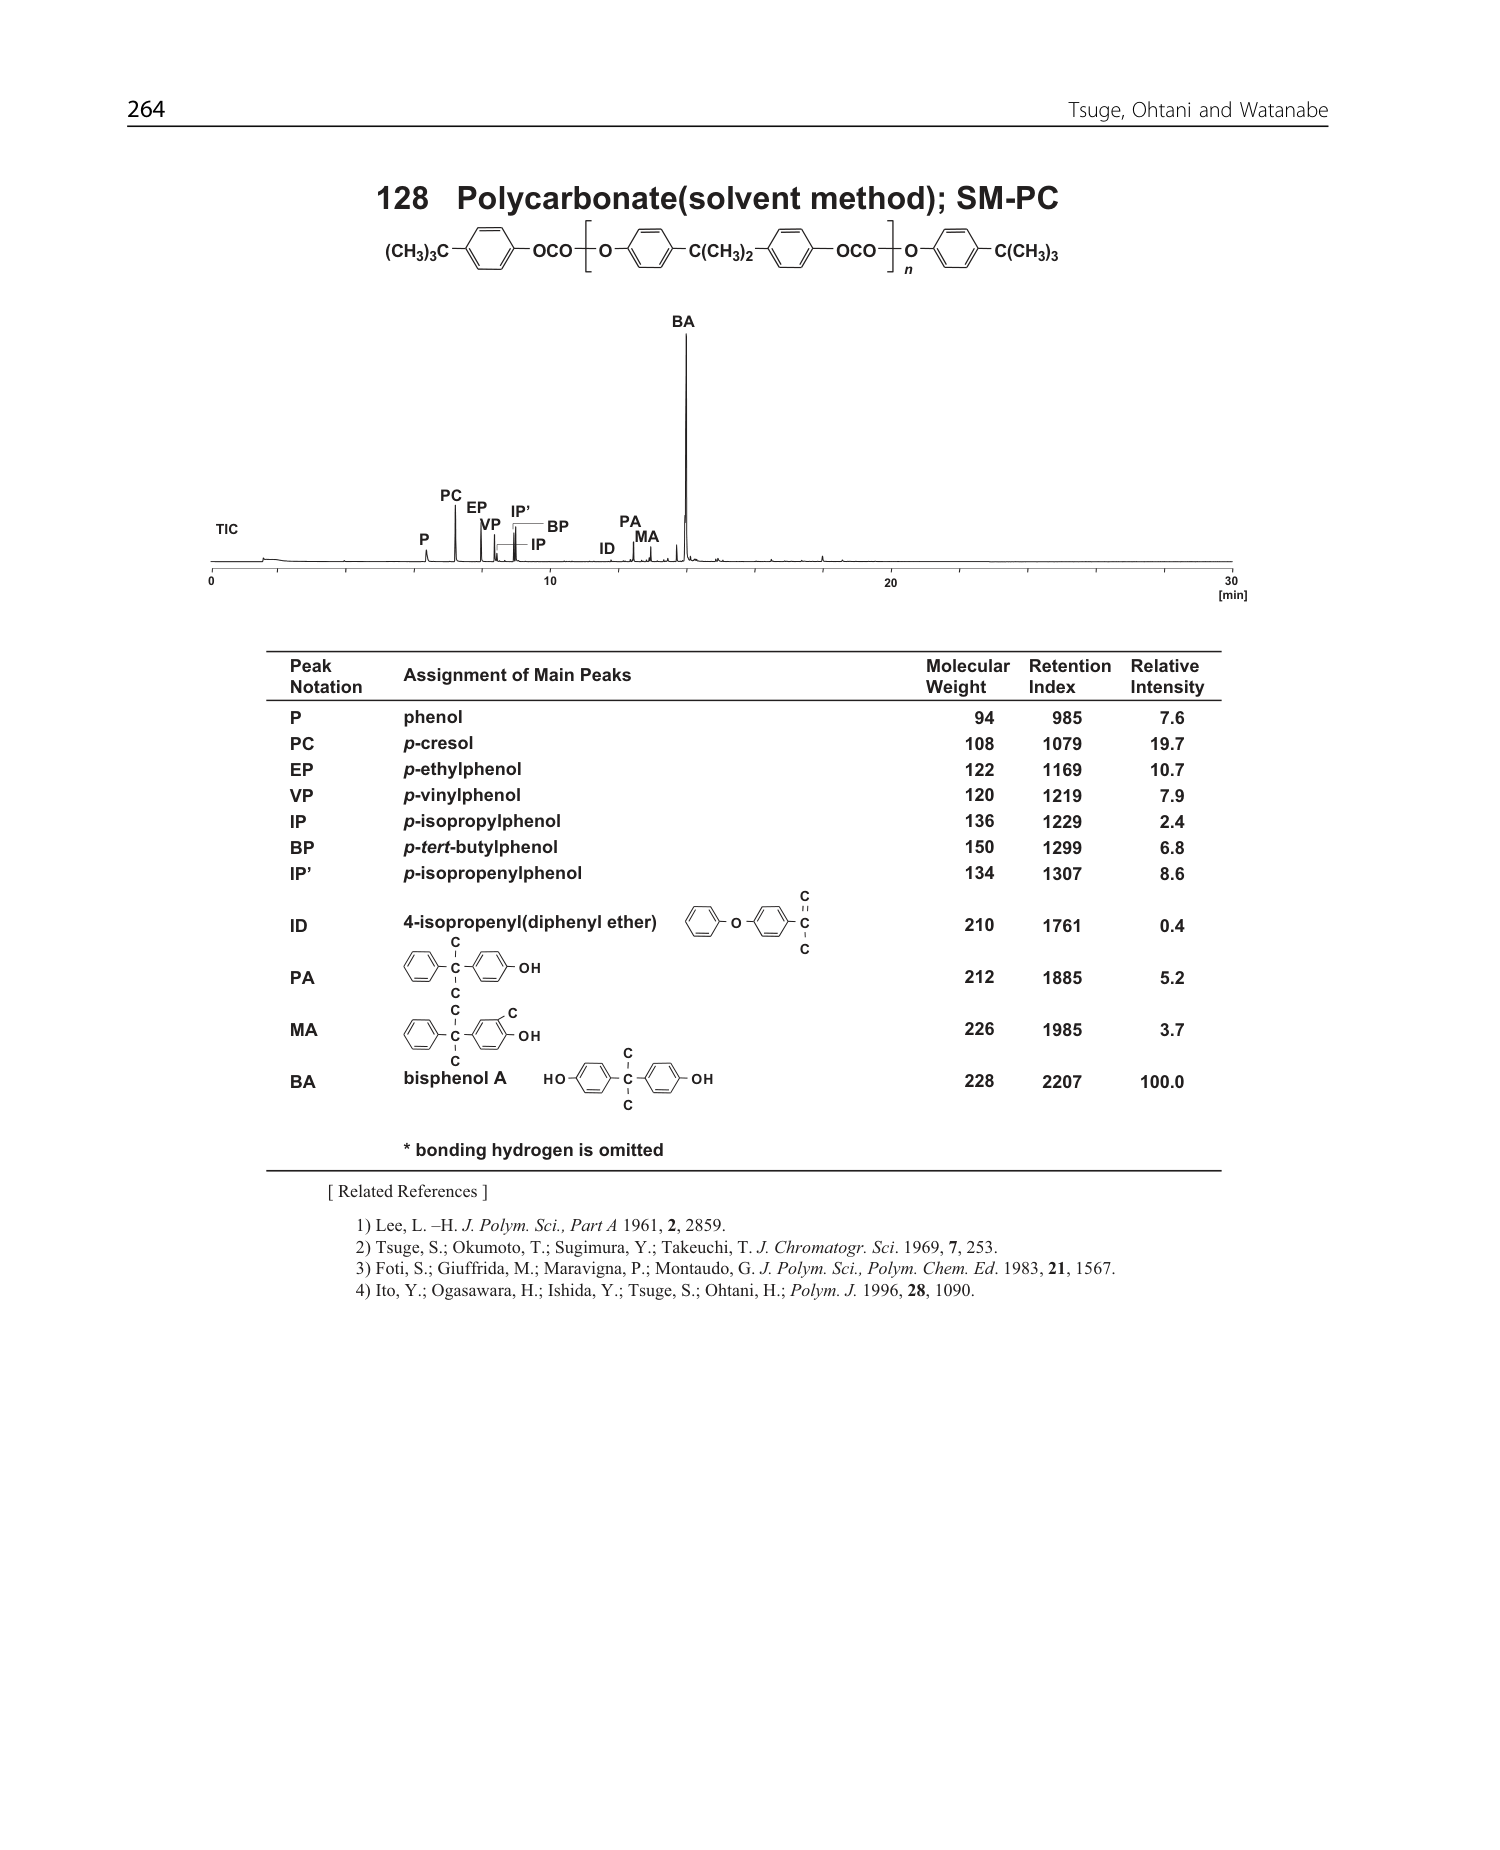 264 Tsuge, Ohtani and Watanabe
128 Polycarbonate(solvent method); SM-PC
(CH3)3C OCO O C(CH3)2 OCO O C(CH3)3
n
BA
PC
EP
IP’
VP
BP
PA
TIC
MA
P
IP
ID
0 10 20 30
[min]
Peak Notation Assignment of Main Peaks Molecular Weight Retention Index Relative Intensity
P phenol 94 985 7.6
PC p-cresol 108 1079 19.7
EP p-ethylphenol 122 1169 10.7
VP p-vinylphenol 120 1219 7.9
IP p-isopropylphenol 136 1229 2.4
BP p-tert-butylphenol 150 1299 6.8
IP’ p-isopropenylphenol 134 1307 8.6
C
ID 4-isopropenyl(diphenyl ether) O C 210 1761 0.4
C
C
PA C OH 212 1885 5.2
C
C C
MA C OH 226 1985 3.7
C
C
BA bisphenol A HO C OH 228 2207 100.0
C
* bonding hydrogen is omitted
[ Related References ]
1) Lee, L. –H. J. Polym. Sci., Part A 1961, 2, 2859.
2) Tsuge, S.; Okumoto, T.; Sugimura, Y.; Takeuchi, T. J. Chromatogr. Sci. 1969, 7, 253.
3) Foti, S.; Giuffrida, M.; Maravigna, P.; Montaudo, G. J. Polym. Sci., Polym. Chem. Ed. 1983, 21, 1567.
4) Ito, Y.; Ogasawara, H.; Ishida, Y.; Tsuge, S.; Ohtani, H.; Polym. J. 1996, 28, 1090.